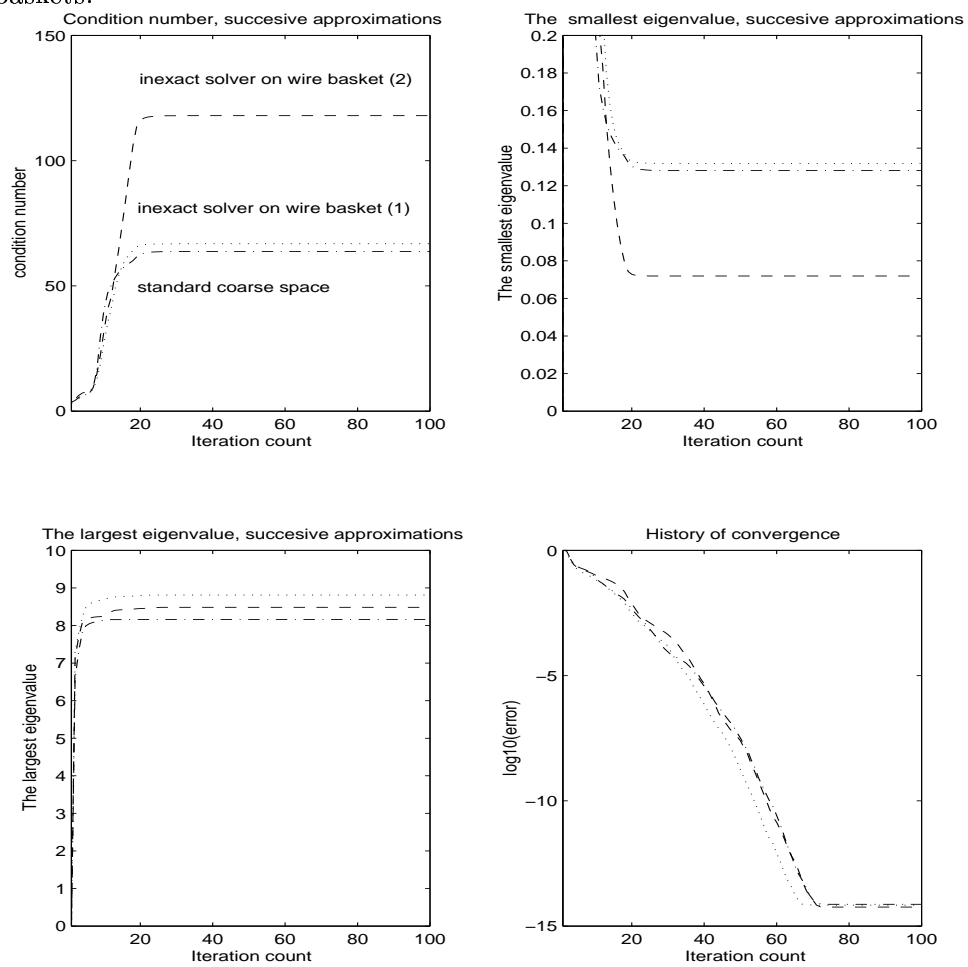 baskets.
Condition number, succesive approximations
150
100
50
0
condition number
inexact solver on wire basket (2)
inexact solver on wire basket (1)
standard coarse space
20 40 60 80 100
Iteration count
The smallest eigenvalue, succesive approximations
0.2
0.18
0.16
0.14
0.12
0.1
0.08
0.06
0.04
0.02
0
The smallest eigenvalue
20 40 60 80 100
Iteration count
The largest eigenvalue, succesive approximations
10
9
8
7
6
5
4
3
2
1
0
The largest eigenvalue
20 40 60 80 100
Iteration count
History of convergence
0
−5
−10
−15
log10(error)
20 40 60 80 100
Iteration count